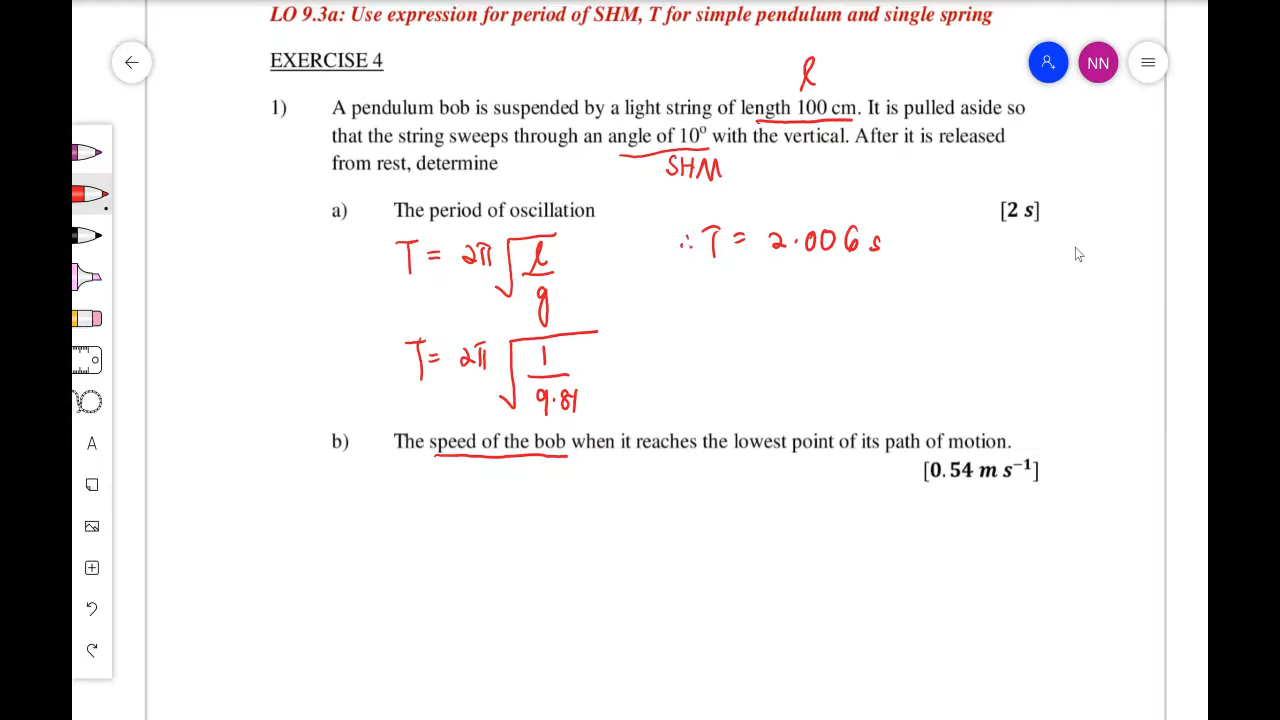 LO 9.3a: Use expression for period of SHM, T for simple pendulum and single spring
EXERCISE 4
l
NN
1) A pendulum bob is suspended by a light string of length 100 cm. It is pulled aside so
that the string sweeps through an angle of 10° with the vertical. After it is released
from rest, determine
SHM
a) The period of oscillation [2 s]
T = 2π √(l/g)
∴ T = 2.006 s
T = 2π √(1/9.81)
b) The speed of the bob when it reaches the lowest point of its path of motion.
[0.54 m s⁻¹]
A